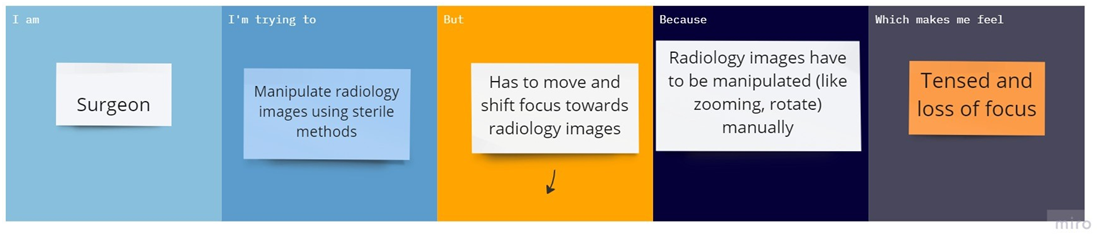 I am
Surgeon
I'm trying to
Manipulate radiology
images using sterile
methods
But
Has to move and
shift focus towards
radiology images
Because
Radiology images have
to be manipulated (like
zooming, rotate)
manually
Which makes me feel
Tensed and
loss of focus
miro